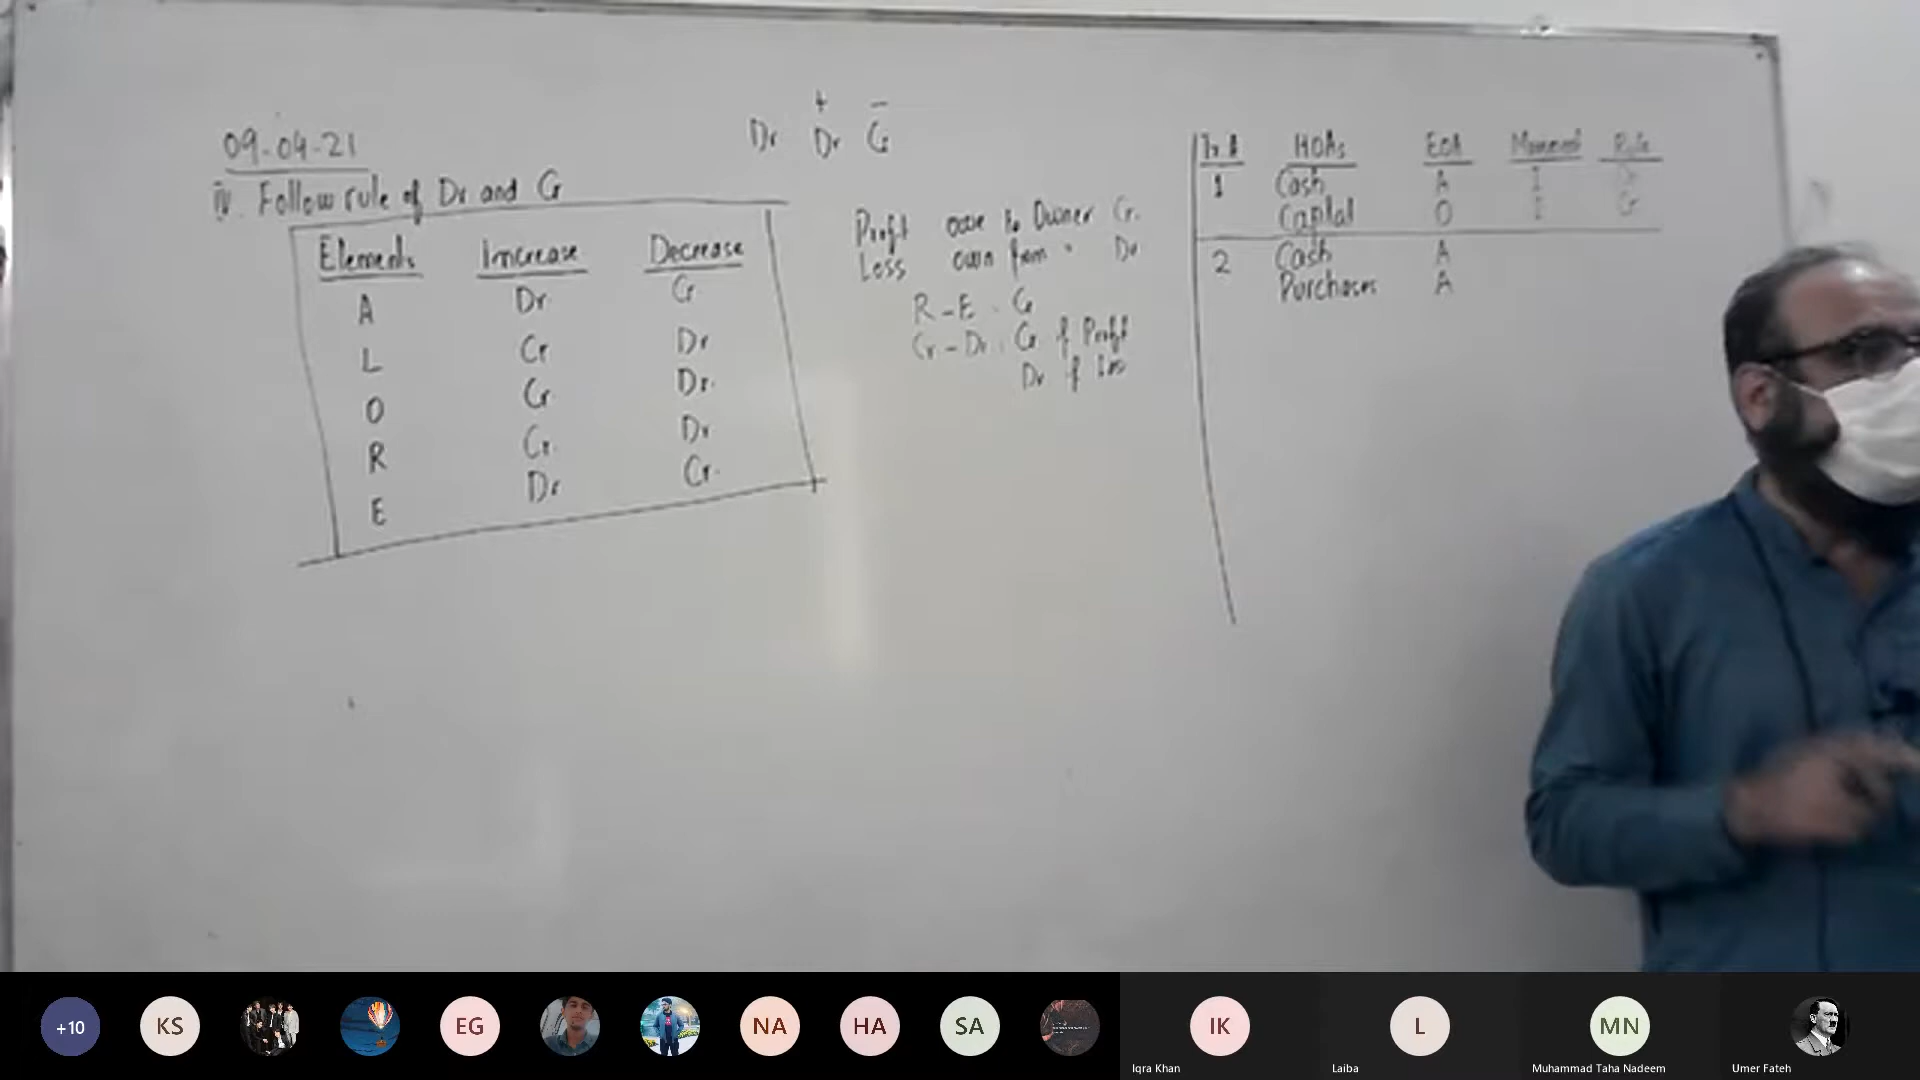 09-04-21
iv. Follow rule of Dr and Cr
Elements Increase Decrease
A Dr Cr
L Cr Dr
O Cr Dr.
R Cr. Dr
E Dr Cr.
+ −
Dr Dr Cr
Profit owe to Owner Cr.
Loss own from " Dr
R-E. Cr
Cr-Dr. Cr if Profit
Dr if Loss
Tr # HOAs EOA Rule
1 Cash A I Dr
Capital O I Cr
2 Cash A
Purchases A
+10
KS
EG
NA
HA
SA
IK
L
MN
Iqra Khan
Laiba
Muhammad Taha Nadeem
Umer Fateh